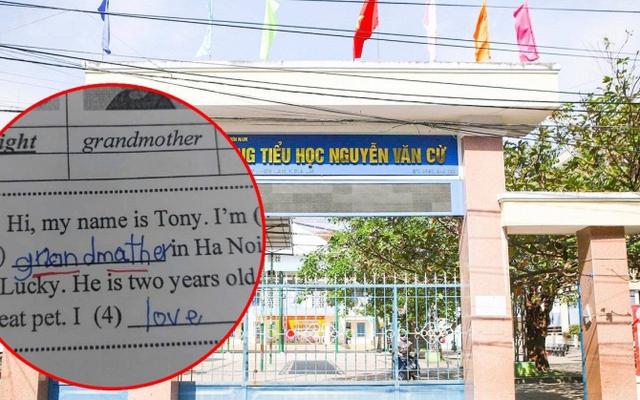 NG TIỂU HỌC NGUYỄN VĂN CỪ
ight grandmother
Hi, my name is Tony. I'm
) grandmather in Ha Noi
Lucky. He is two years old
eat pet. I (4) love